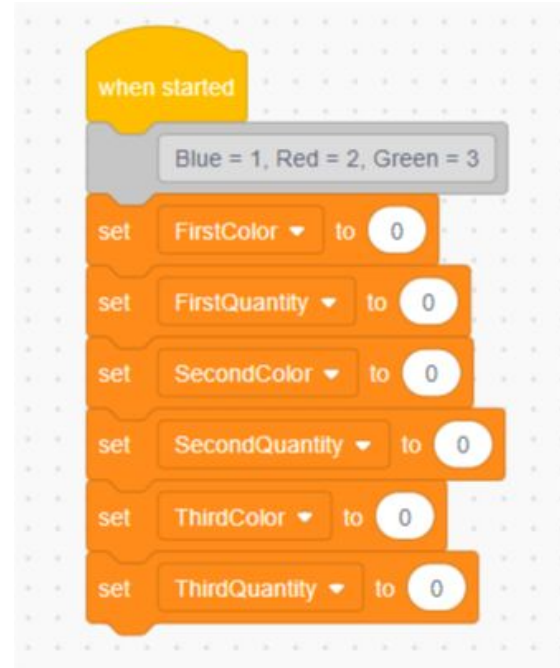 when started
Blue = 1, Red = 2, Green = 3
set FirstColor to 0
set FirstQuantity to 0
set SecondColor to 0
set SecondQuantity to 0
set ThirdColor to 0
set ThirdQuantity to 0